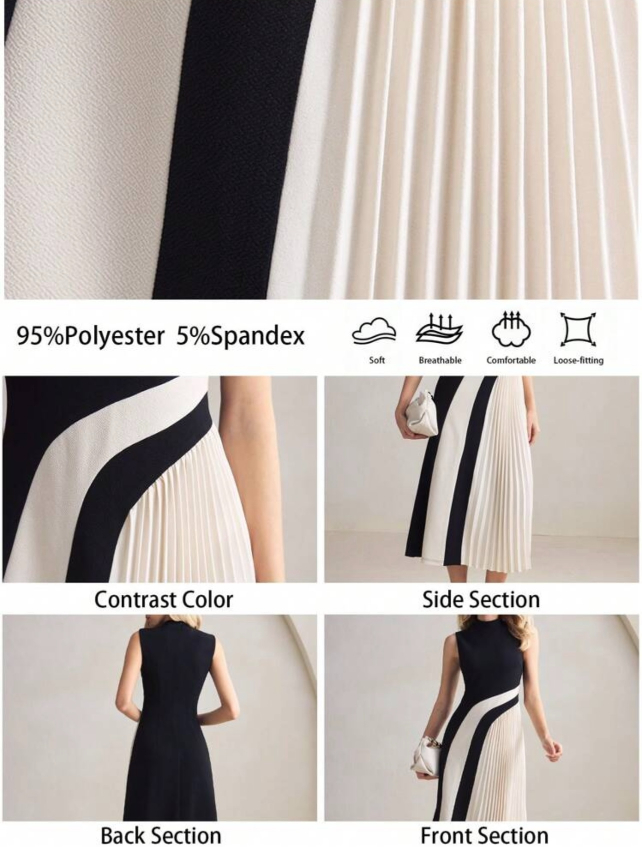 95%Polyester 5%Spandex
Soft
Breathable
Comfortable
Loose-fitting
Contrast Color
Side Section
Back Section
Front Section